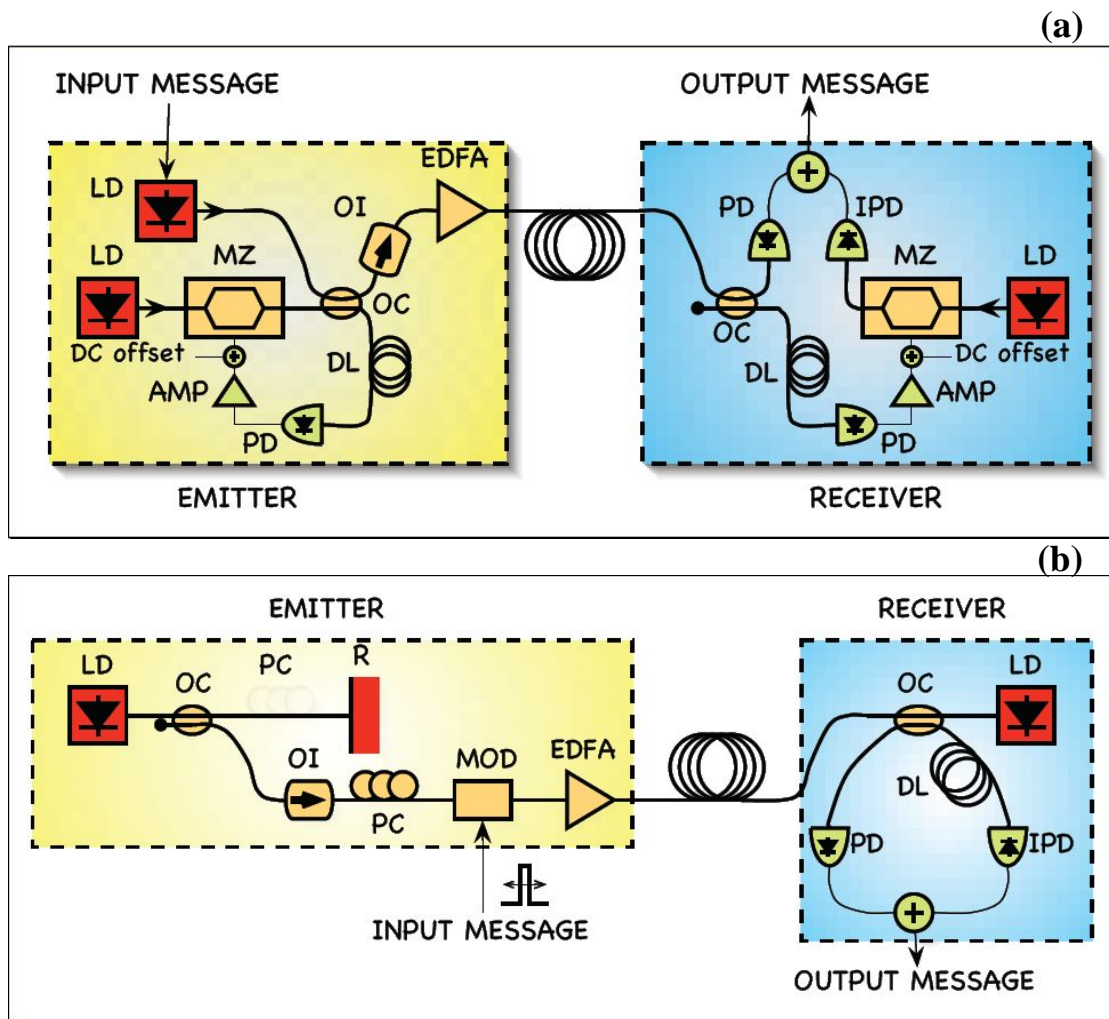 (a)
INPUT MESSAGE
OUTPUT MESSAGE
EDFA
LD
OI
PD
IPD
LD
MZ
MZ
LD
OC
OC
DC offset
DL
DL
DC offset
AMP
AMP
PD
PD
EMITTER
RECEIVER
(b)
EMITTER
RECEIVER
LD
OC
PC
R
OC
LD
OI
MOD
EDFA
DL
PC
PD
IPD
INPUT MESSAGE
OUTPUT MESSAGE